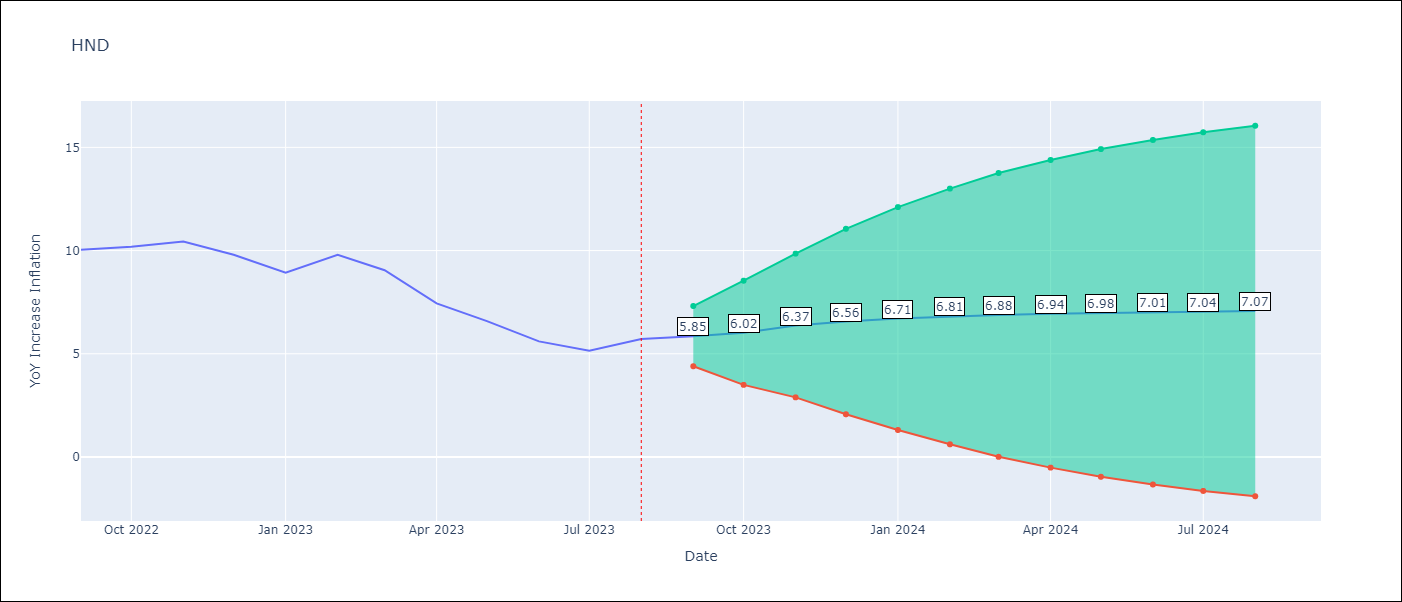 HND
YoY Increase Inflation
15
10
5
0
5.85
6.02
6.37
6.56
6.71
6.81
6.88
6.94
6.98
7.01
7.04
7.07
Oct 2022
Jan 2023
Apr 2023
Jul 2023
Oct 2023
Jan 2024
Apr 2024
Jul 2024
Date